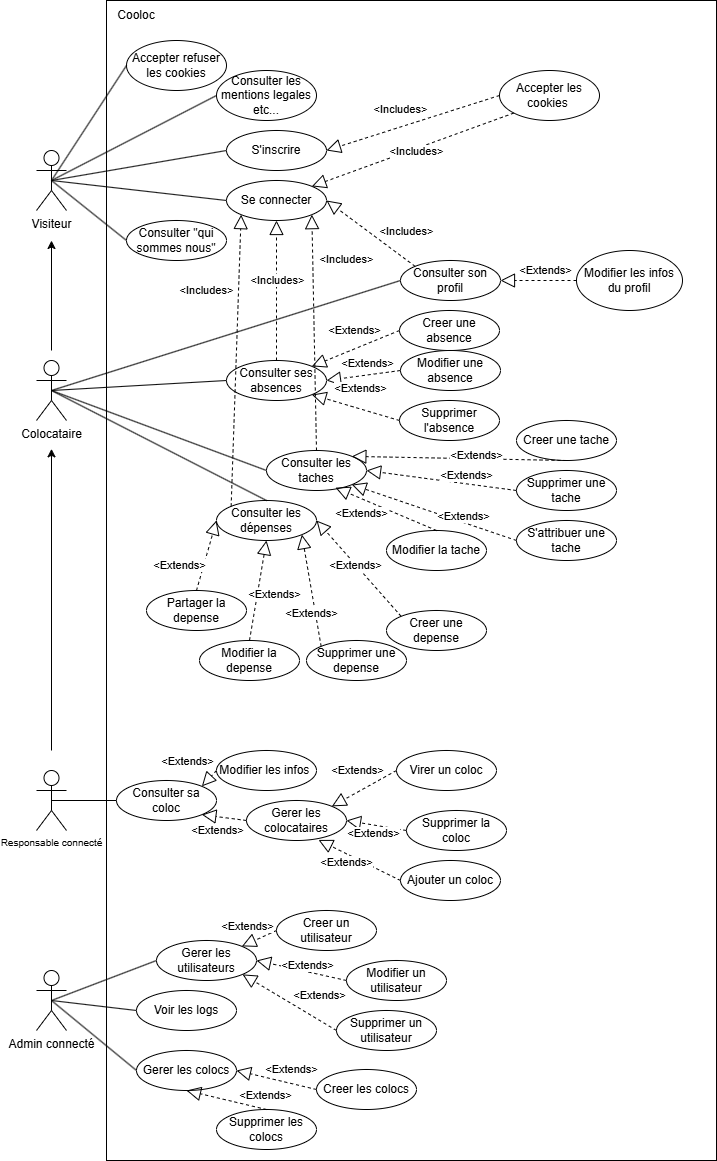 Cooloc
Accepter refuser
les cookies
Consulter les
mentions legales
etc...
Accepter les
cookies
<Includes>
S'inscrire
<Includes>
Se connecter
Visiteur
Consulter "qui
sommes nous"
<Includes>
<Includes>
<Includes>
<Includes>
Consulter son
profil
<Extends>
Modifier les infos
du profil
Creer une
absence
<Extends>
Consulter ses
absences
<Extends>
Modifier une
absence
<Extends>
Supprimer
l'absence
Colocataire
Creer une tache
<Extends>
Consulter les
taches
<Extends>
Supprimer une
tache
<Extends>
<Extends>
S'attribuer une
tache
Modifier la tache
Consulter les
dépenses
<Extends>
<Extends>
<Extends>
<Extends>
Partager la
depense
Creer une
depense
Modifier la
depense
Supprimer une
depense
<Extends>
Modifier les infos
<Extends>
Virer un coloc
Consulter sa
coloc
<Extends>
Gerer les
colocataires
<Extends>
Supprimer la
coloc
Responsable connecté
<Extends>
Ajouter un coloc
<Extends>
Creer un
utilisateur
Gerer les
utilisateurs
<Extends>
Modifier un
utilisateur
<Extends>
Voir les logs
Supprimer un
utilisateur
Admin connecté
Gerer les colocs
<Extends>
Creer les colocs
<Extends>
Supprimer les
colocs